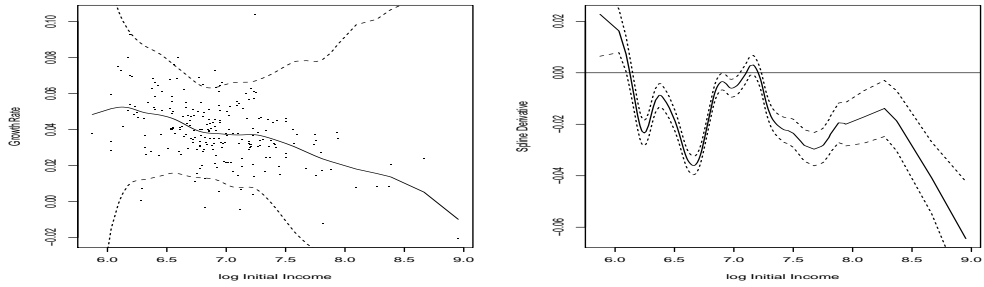 Growth Rate
0.10
0.08
0.06
0.04
0.02
0.00
-0.02
6.0 6.5 7.0 7.5 8.0 8.5 9.0
log Initial Income
Spline Derivative
0.02
0.00
-0.02
-0.04
-0.06
6.0 6.5 7.0 7.5 8.0 8.5 9.0
log Initial Income